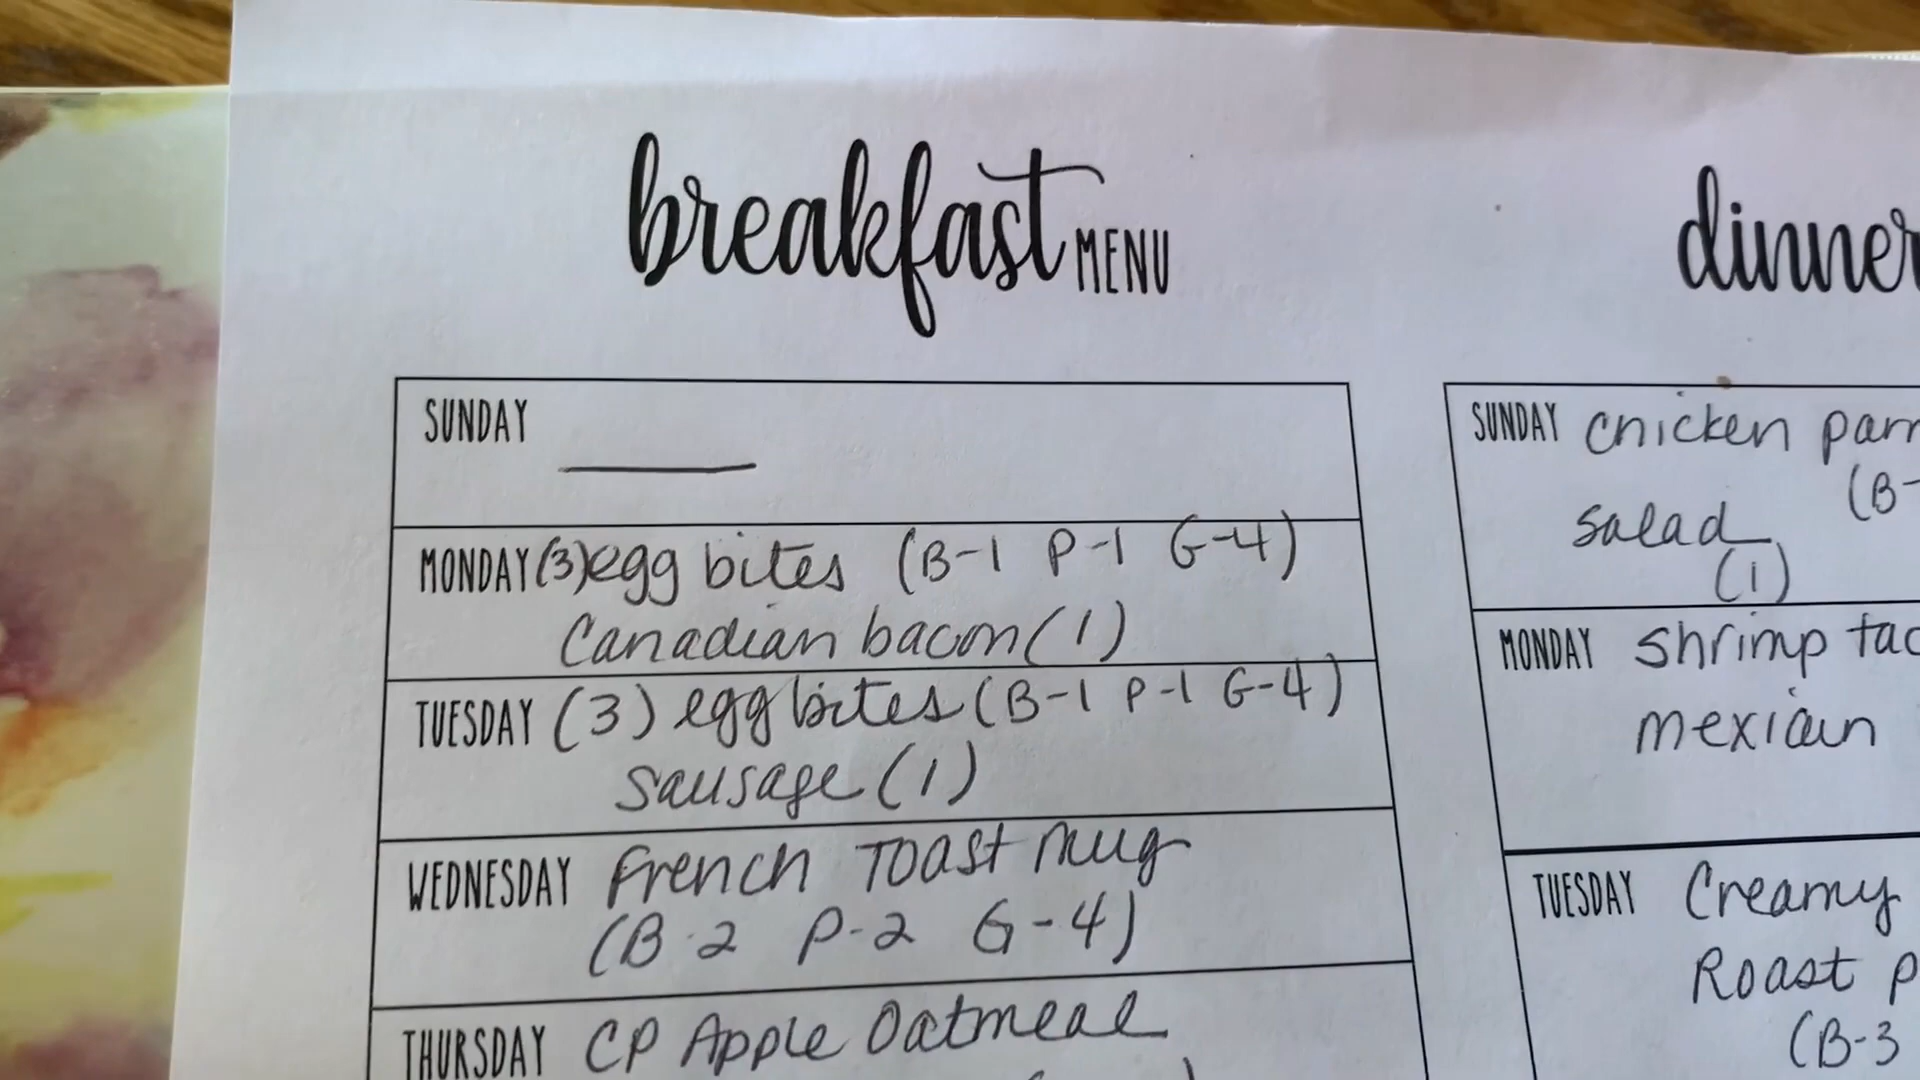 breakfast MENU
SUNDAY
MONDAY (3) egg bites (B-1 P-1 G-4)
Canadian bacon (1)
TUESDAY (3) egg bites (B-1 P-1 G-4)
sausage (1)
WEDNESDAY French Toast mug
(B-2 P-2 G-4)
THURSDAY CP Apple Oatmeal
dinner
SUNDAY chicken parm
(B-
salad
(1)
MONDAY shrimp tac
mexican
TUESDAY Creamy
Roast p
(B-3